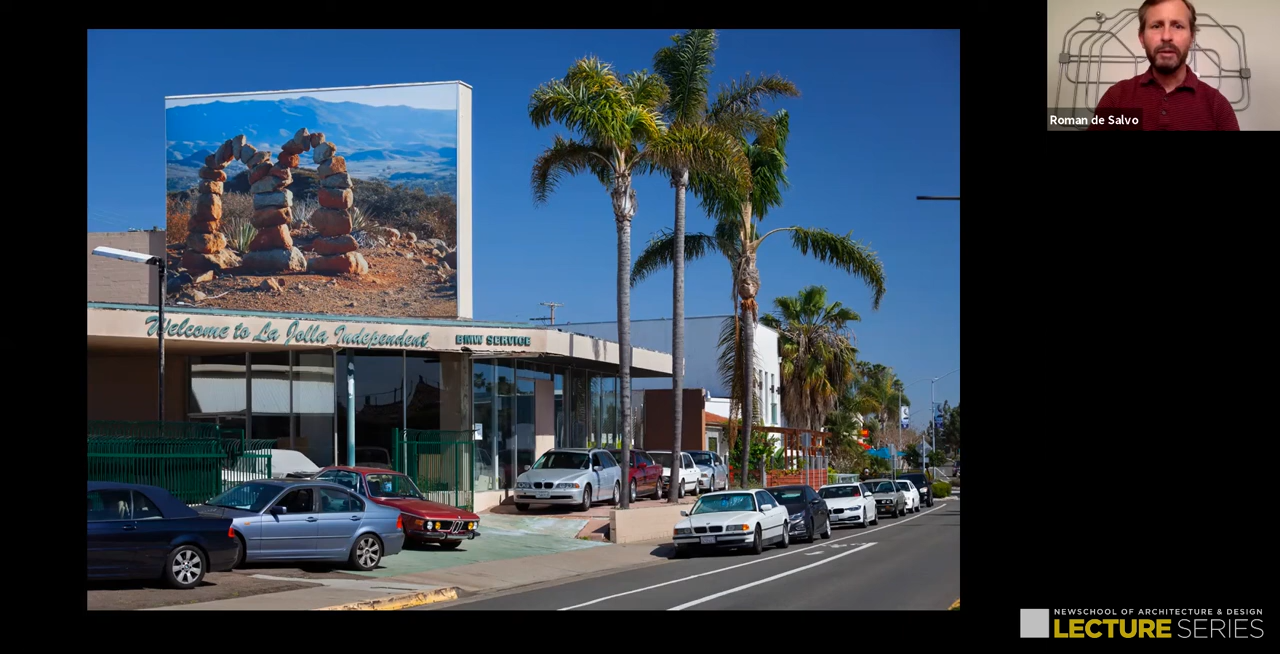 Roman de Salvo
Welcome to La Jolla Independent
BMW SERVICE
NEWSCHOOL OF ARCHITECTURE & DESIGN
LECTURE SERIES